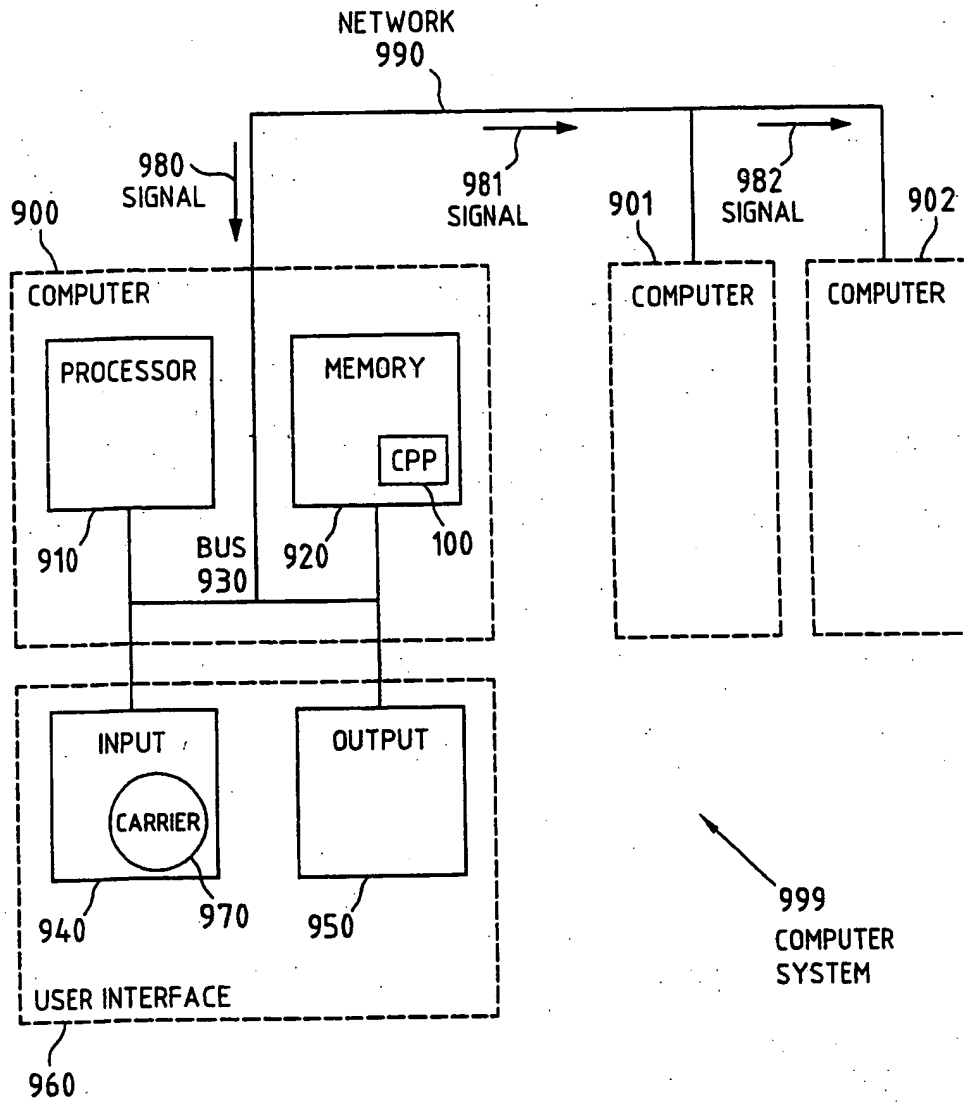 NETWORK
990
980
SIGNAL
981
SIGNAL
982
SIGNAL
900
901
902
COMPUTER
COMPUTER
COMPUTER
PROCESSOR
MEMORY
CPP
910
BUS
930
920
100
INPUT
OUTPUT
CARRIER
940
970
950
999
COMPUTER
SYSTEM
USER INTERFACE
960